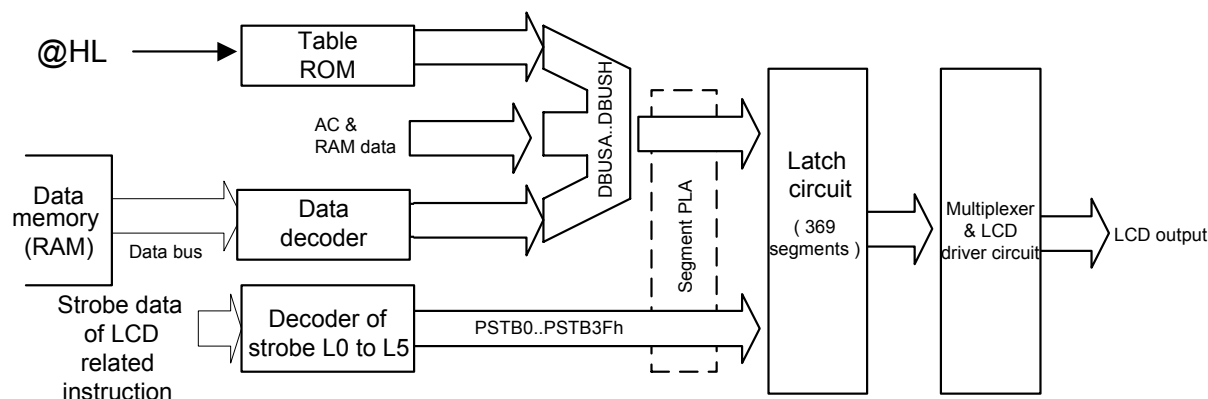 @HL
Table
ROM
AC &
RAM data
DBUSA..DBUSH
Data
memory
(RAM)
Data bus
Data
decoder
Segment PLA
Latch
circuit
( 369
segments )
Multiplexer
& LCD
driver circuit
LCD output
Strobe data
of LCD
related
instruction
Decoder of
strobe L0 to L5
PSTB0..PSTB3Fh